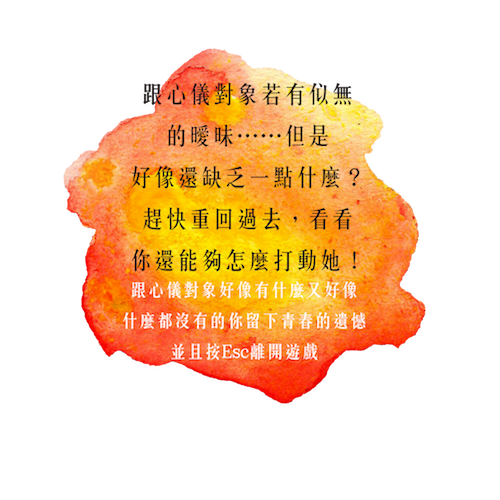 跟心儀對象若有似無
的曖昧⋯⋯但是
好像還缺乏一點什麼？
趕快重回過去，看看
你還能夠怎麼打動她！
跟心儀對象好像有什麼又好像
什麼都沒有的你留下青春的遺憾
並且按Esc離開遊戲